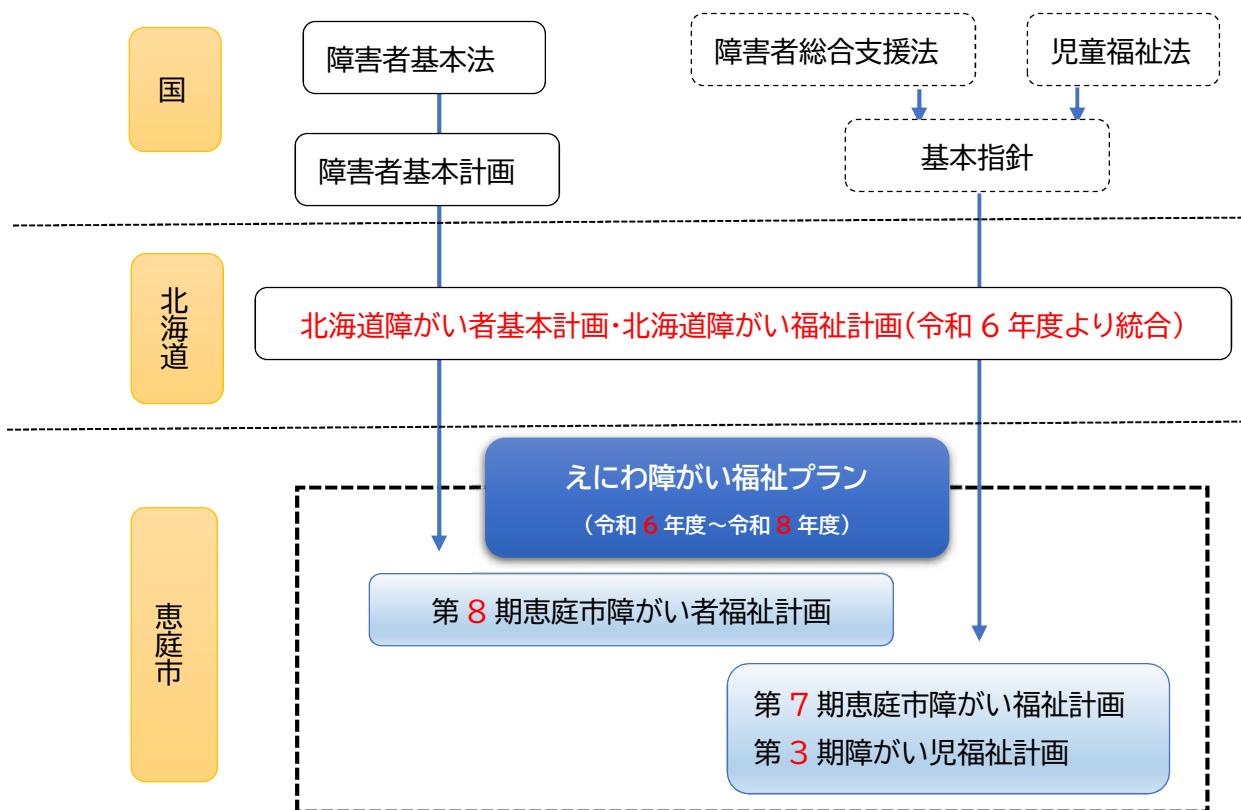 国
障害者基本法
障害者総合支援法
児童福祉法
障害者基本計画
基本指針
北海道
北海道障がい者基本計画・北海道障がい福祉計画(令和6年度より統合)
えにわ障がい福祉プラン
(令和6年度～令和8年度)
恵庭市
第8期恵庭市障がい者福祉計画
第7期恵庭市障がい福祉計画
第3期障がい児福祉計画